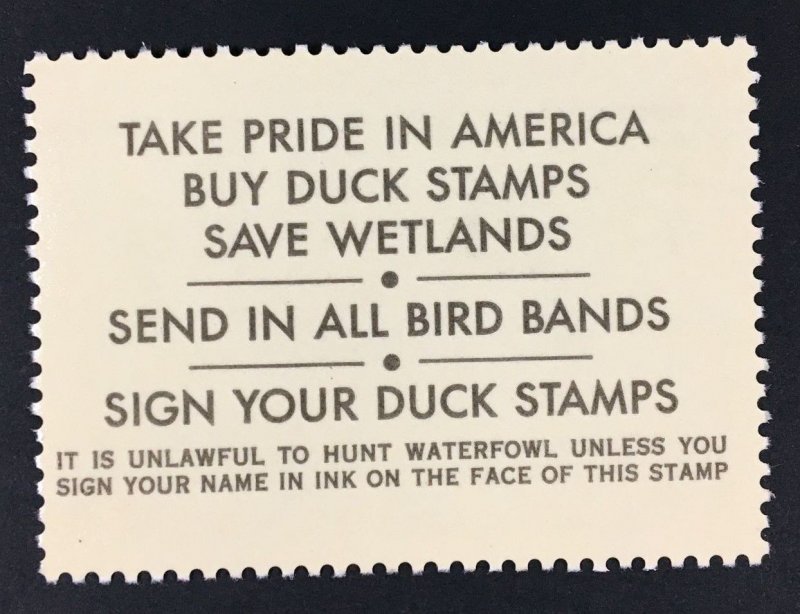 TAKE PRIDE IN AMERICA
BUY DUCK STAMPS
SAVE WETLANDS
SEND IN ALL BIRD BANDS
SIGN YOUR DUCK STAMPS
IT IS UNLAWFUL TO HUNT WATERFOWL UNLESS YOU
SIGN YOUR NAME IN INK ON THE FACE OF THIS STAMP